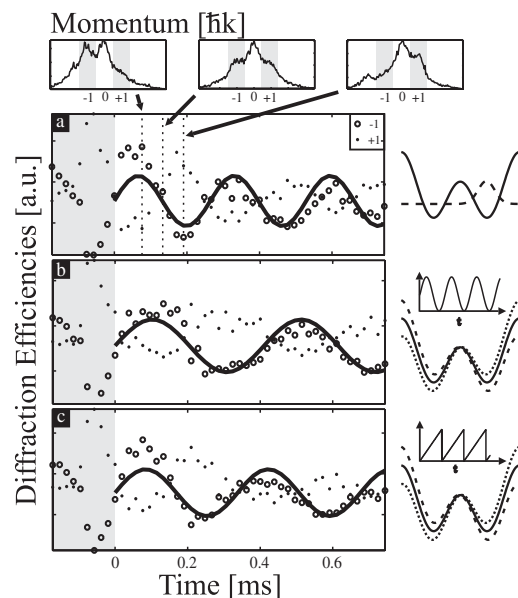 Momentum [ħk]
-1 0 +1
-1 0 +1
-1 0 +1
Diffraction Efficiencies [a.u.]
a
-1
+1
b
t
c
t
0 0.2 0.4 0.6
Time [ms]